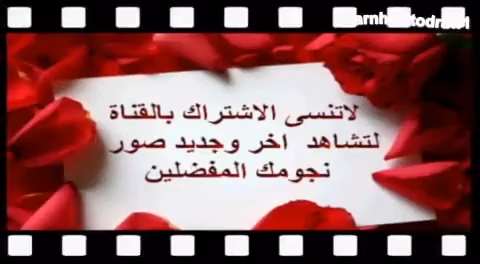 لاتنسى الاشتراك بالقناة
لتشاهد اخر وجديد صور
نجومك المفضلين